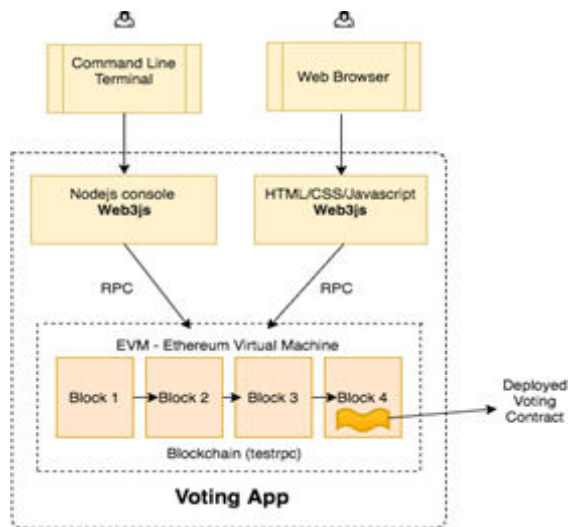 Command Line
Terminal
Web Browser
Nodejs console
Web3js
HTML/CSS/Javascript
Web3js
RPC
RPC
EVM - Ethereum Virtual Machine
Block 1
Block 2
Block 3
Block 4
Deployed
Voting
Contract
Blockchain (testrpc)
Voting App